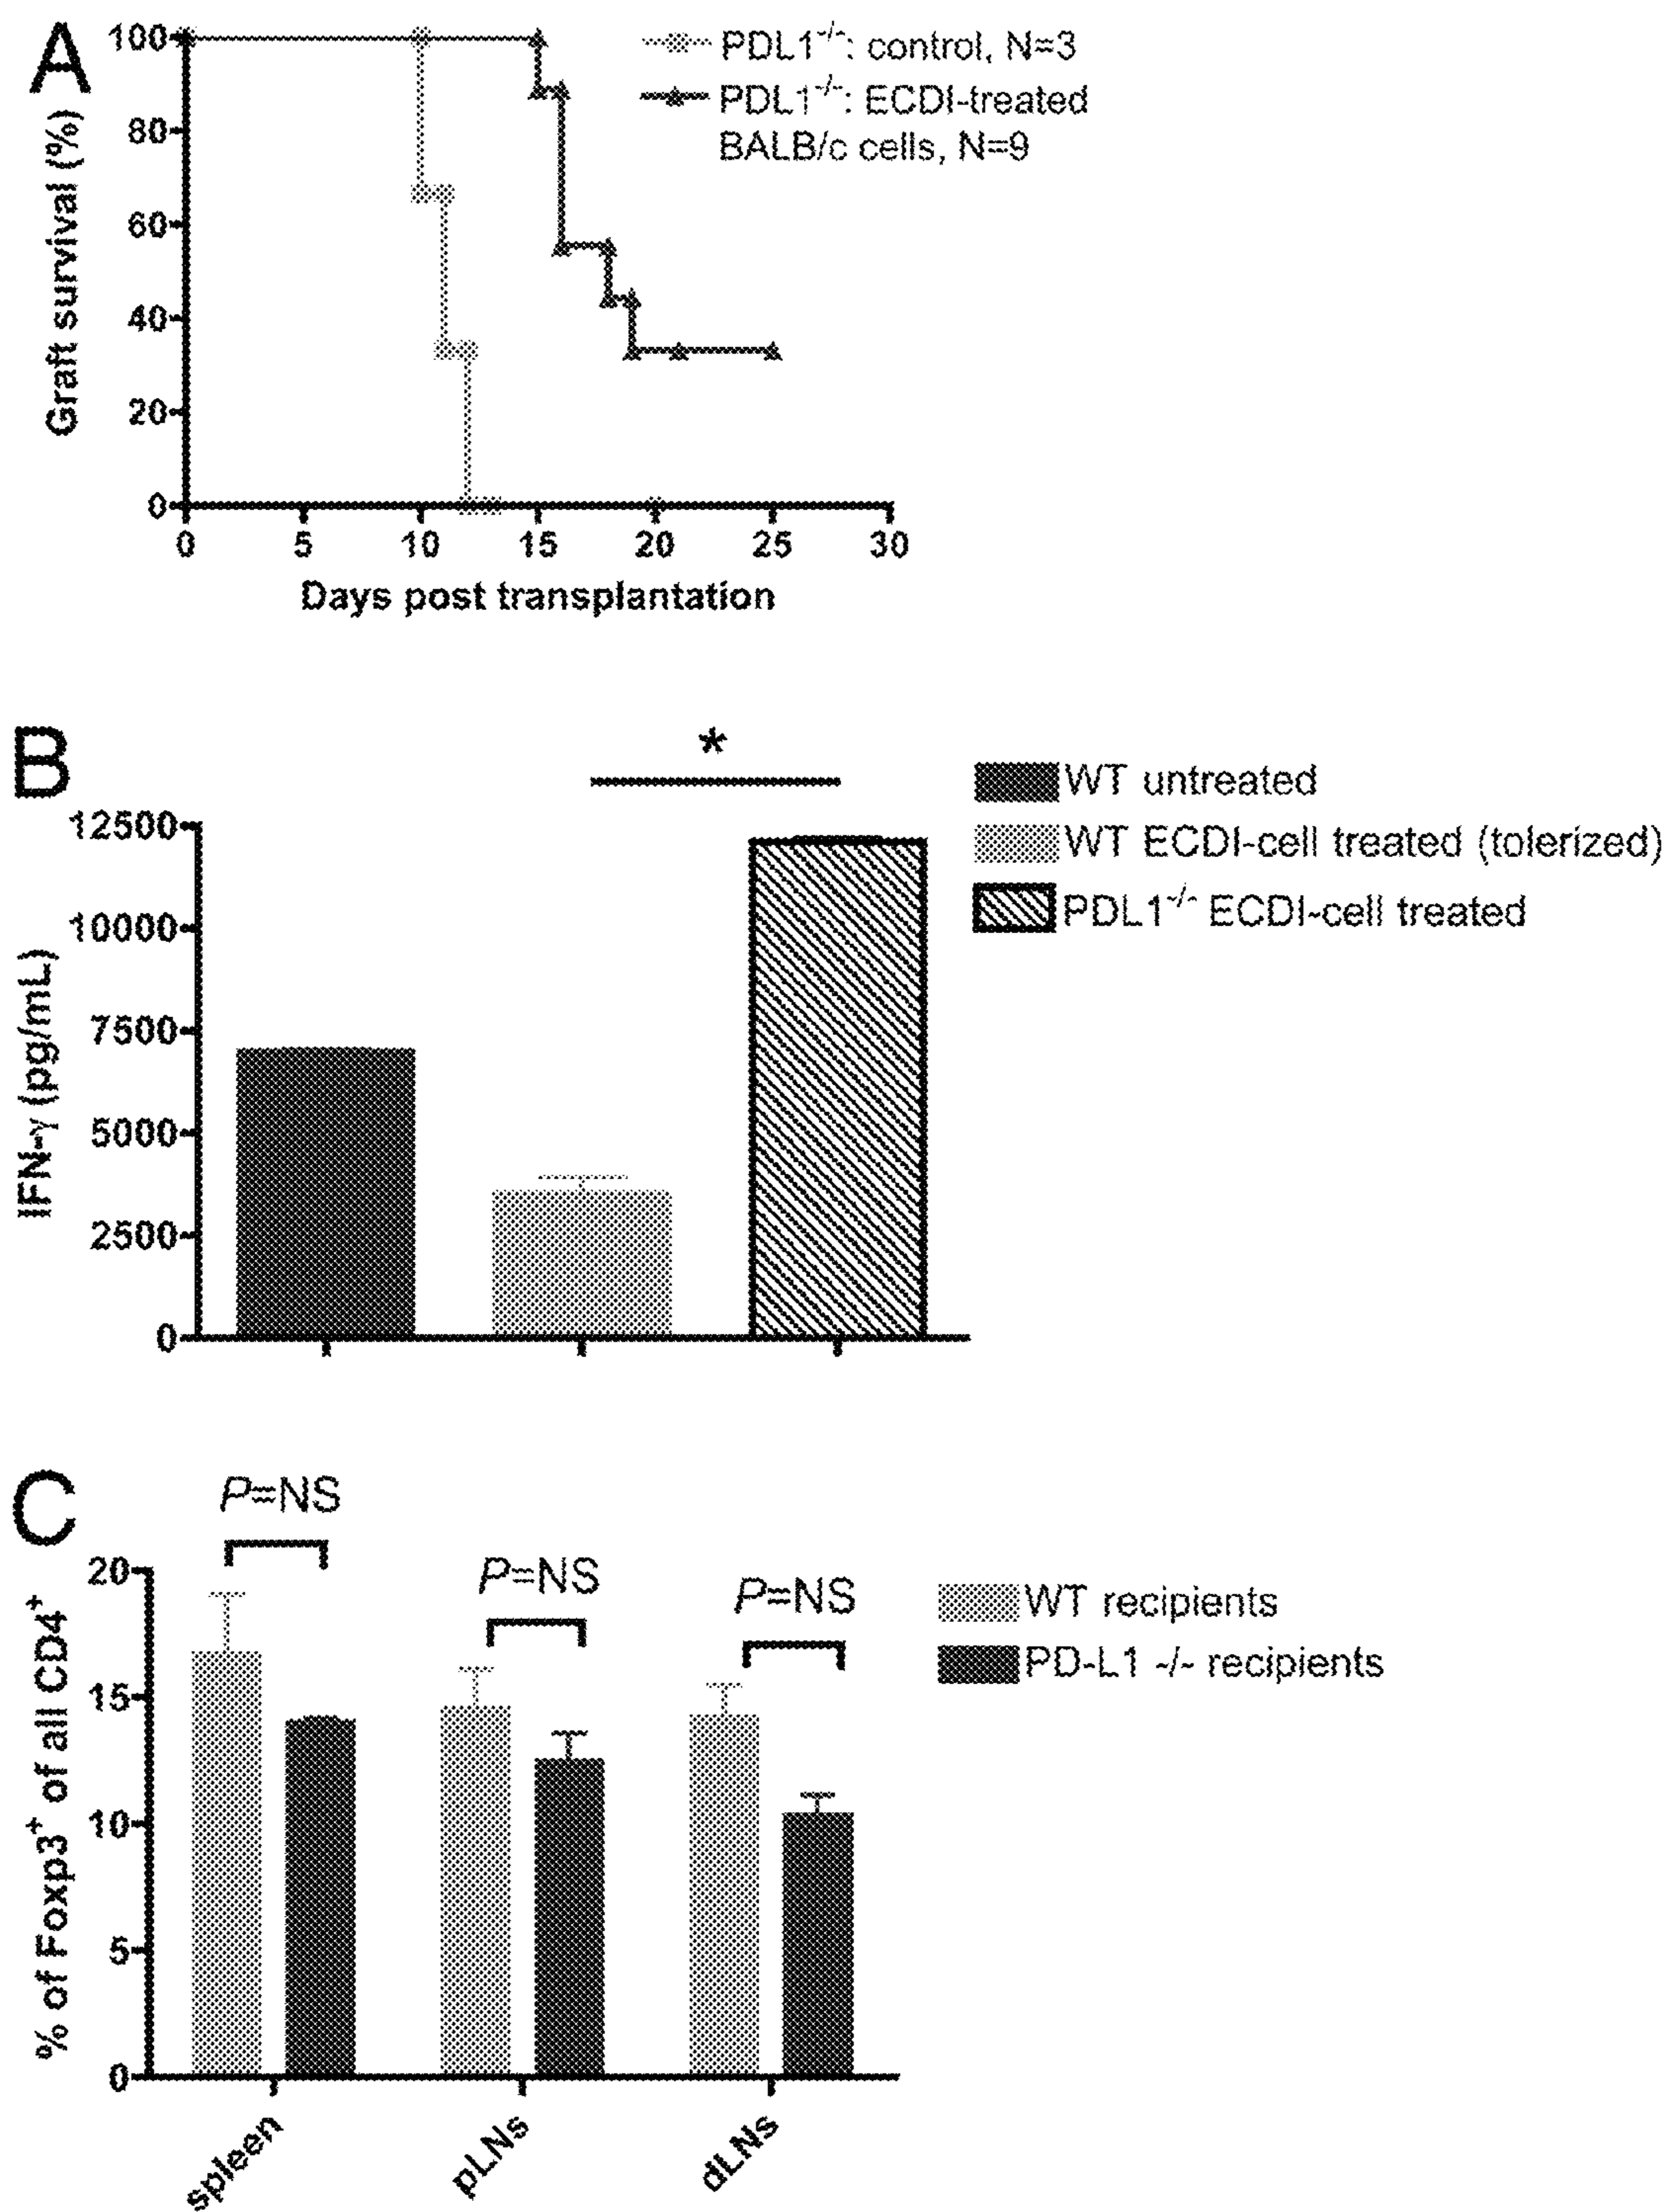 A
100
80
60
40
20
0
Graft survival (%)
0 5 10 15 20 25 30
Days post transplantation
PDL1-/-: control, N=3
PDL1-/-: ECDI-treated
BALB/c cells, N=9
B
*
12500
10000
7500
5000
2500
0
IFN-γ (pg/mL)
WT untreated
WT ECDI-cell treated (tolerized)
PDL1-/- ECDI-cell treated
C
P=NS
P=NS
P=NS
20
15
10
5
0
% of Foxp3+ of all CD4+
WT recipients
PD-L1 -/- recipients
spleen
pLNs
dLNs